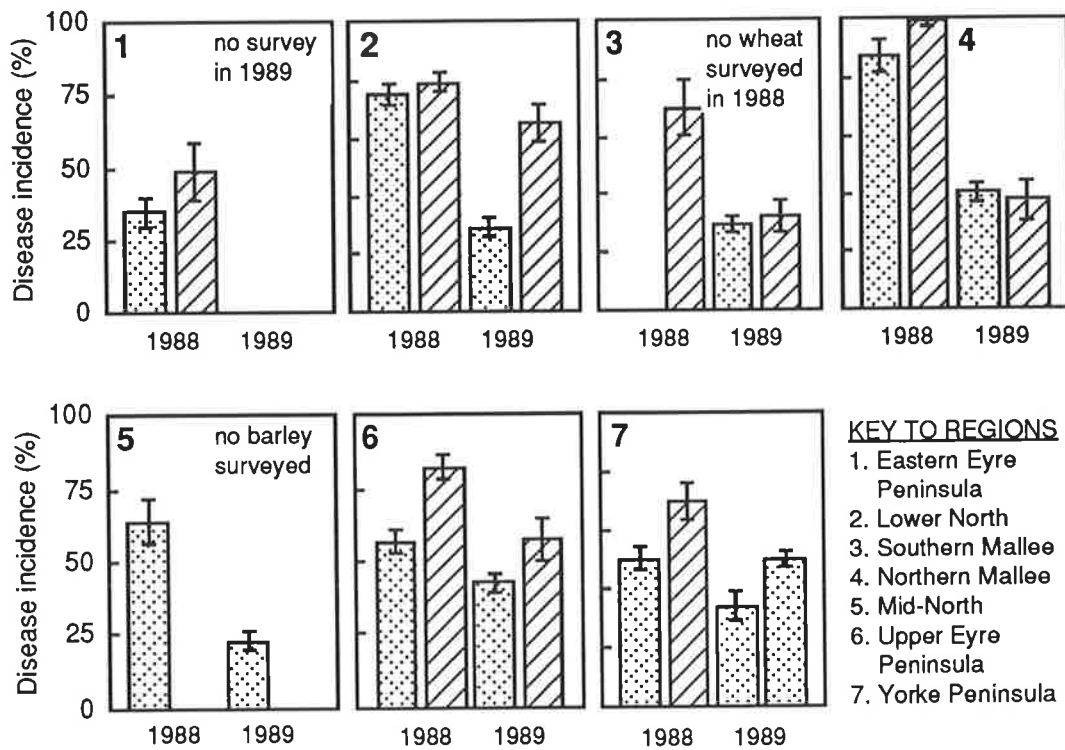 Disease incidence (%)
100
75
50
25
0
1
no survey
in 1989
1988 1989
2
1988 1989
3
no wheat
surveyed
in 1988
1988 1989
4
1988 1989
Disease incidence (%)
100
75
50
25
0
5
no barley
surveyed
1988 1989
6
1988 1989
7
1988 1989
KEY TO REGIONS
1. Eastern Eyre
Peninsula
2. Lower North
3. Southern Mallee
4. Northern Mallee
5. Mid-North
6. Upper Eyre
Peninsula
7. Yorke Peninsula